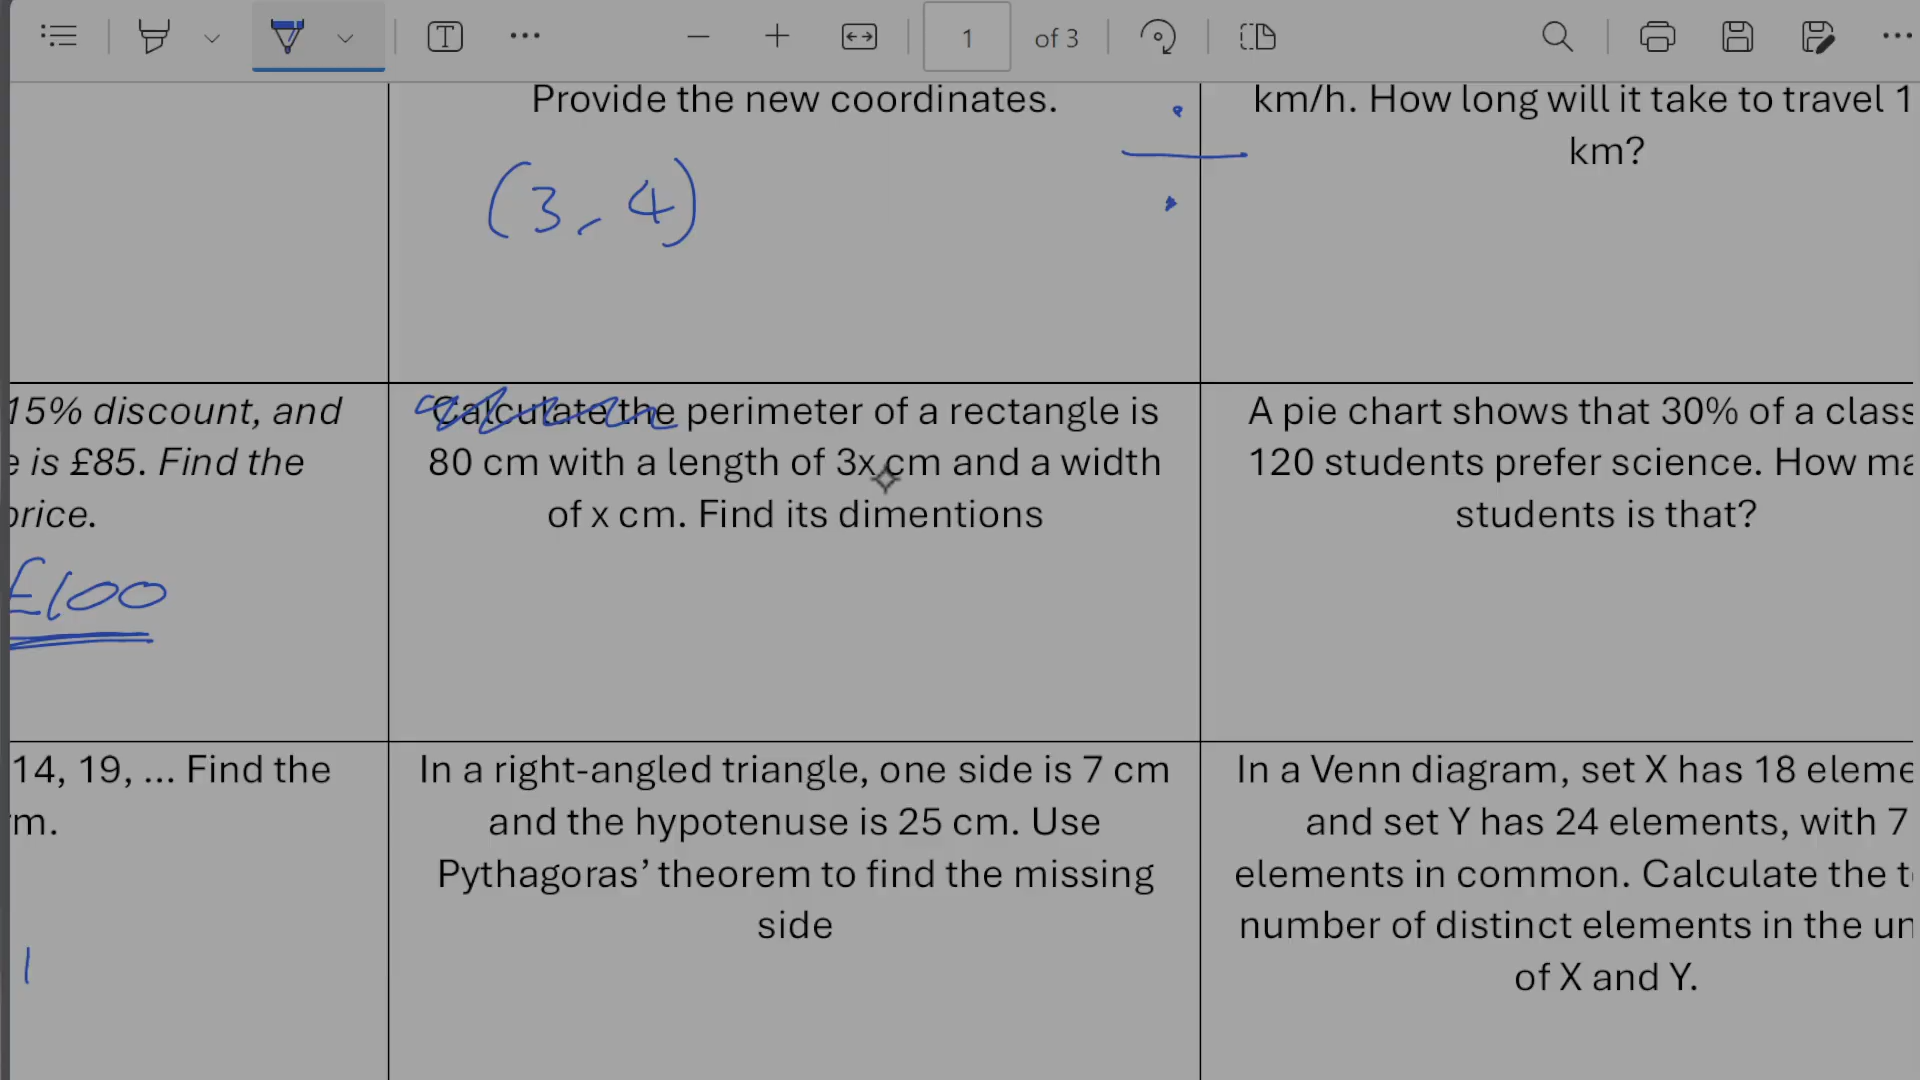 1 of 3
Provide the new coordinates.
(3, 4)
km/h. How long will it take to travel 1
km?
15% discount, and
e is £85. Find the
price.
£100
Calculate the perimeter of a rectangle is
80 cm with a length of 3x cm and a width
of x cm. Find its dimentions
A pie chart shows that 30% of a class
120 students prefer science. How ma
students is that?
14, 19, ... Find the
rm.
1
In a right-angled triangle, one side is 7 cm
and the hypotenuse is 25 cm. Use
Pythagoras’ theorem to find the missing
side
In a Venn diagram, set X has 18 eleme
and set Y has 24 elements, with 7
elements in common. Calculate the t
number of distinct elements in the un
of X and Y.